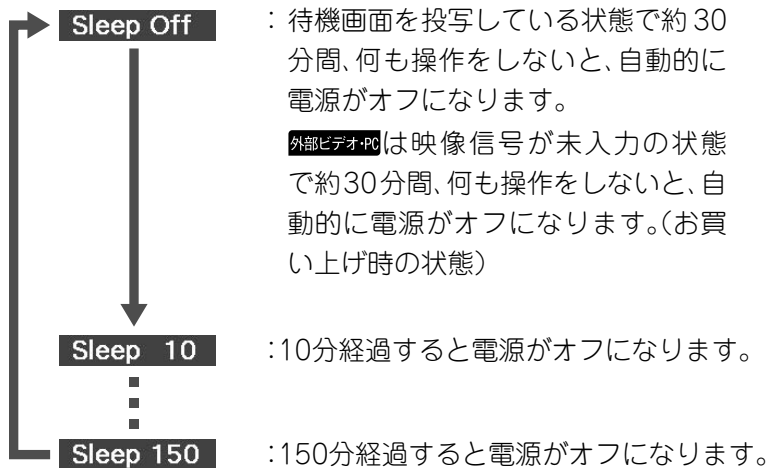 Sleep Off : 待機画面を投写している状態で約30
分間、何も操作をしないと、自動的に
電源がオフになります。
外部ビデオ・PCは映像信号が未入力の状態
で約30分間、何も操作をしないと、自
動的に電源がオフになります。（お買
い上げ時の状態）
Sleep 10 :10分経過すると電源がオフになります。
Sleep 150 :150分経過すると電源がオフになります。